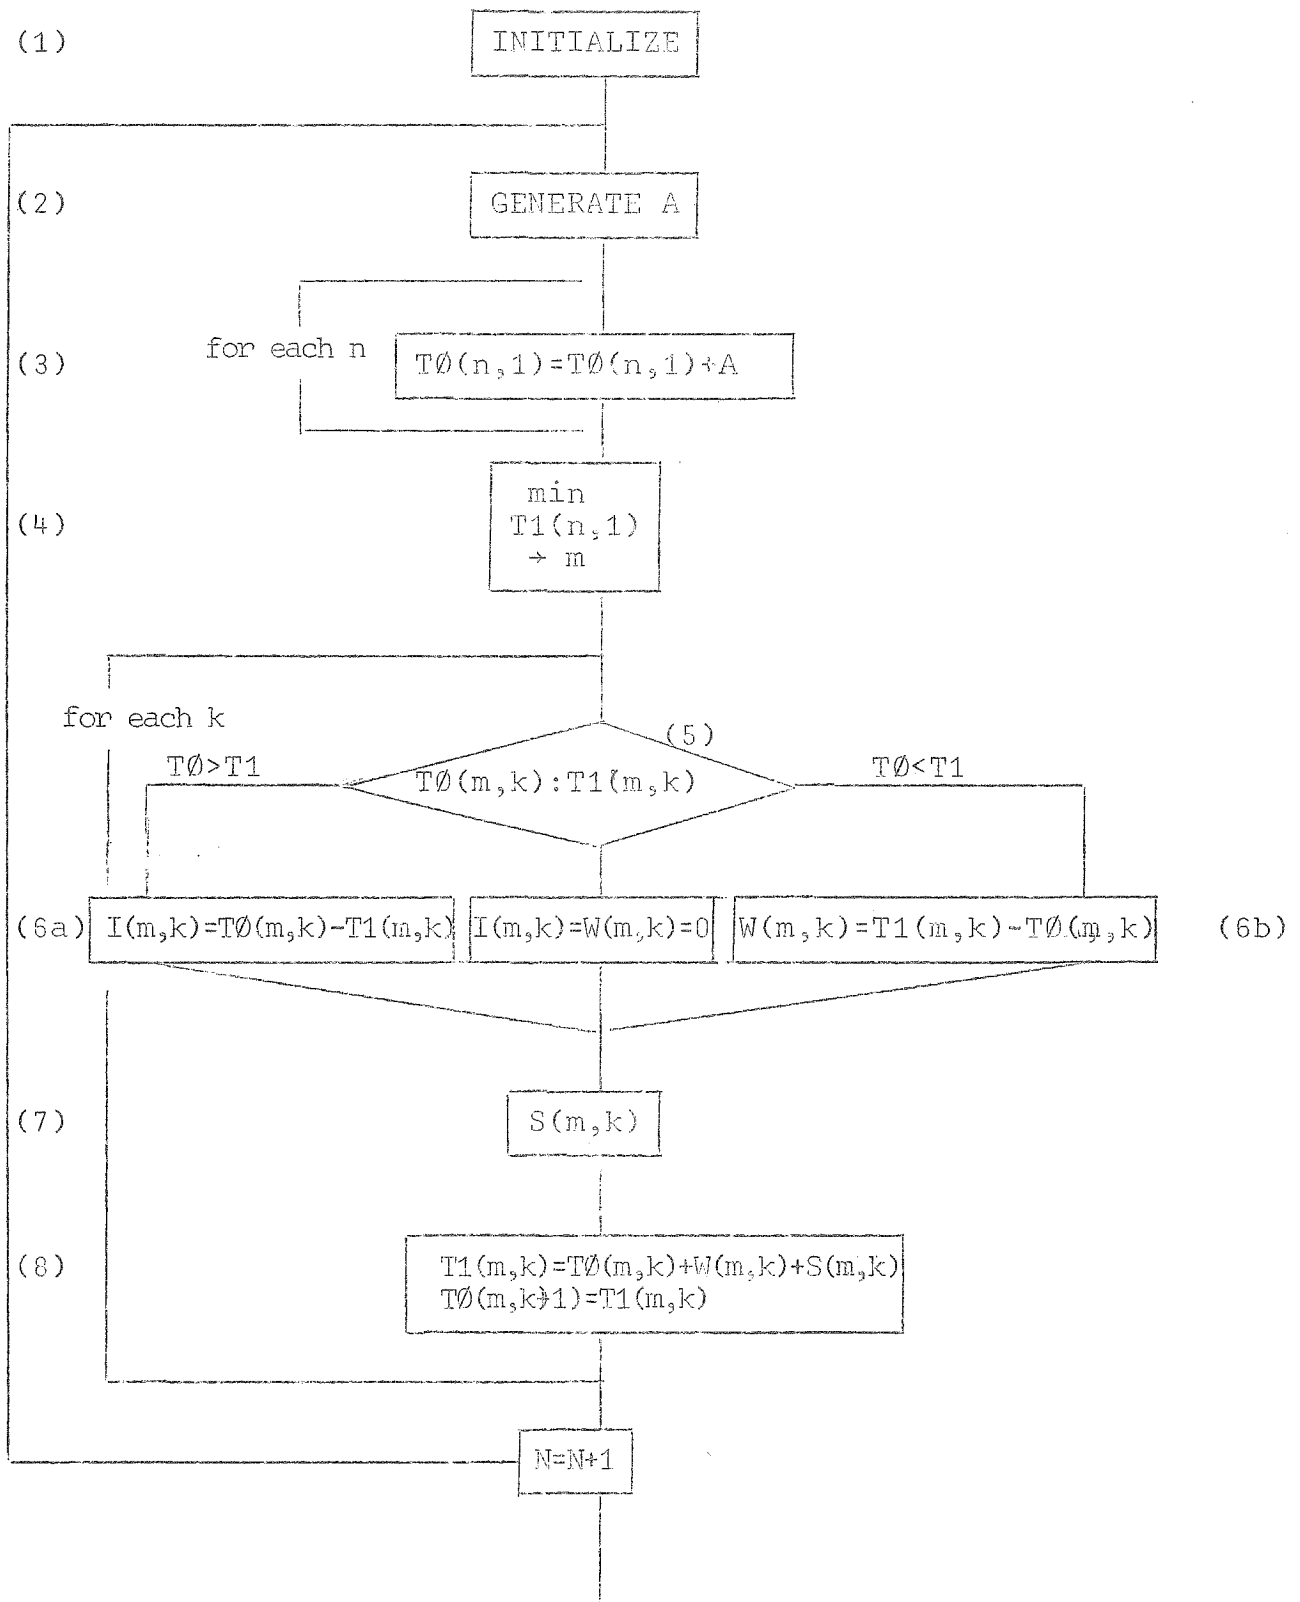 (1) INITIALIZE
(2) GENERATE A
for each n
(3) TØ(n,1)=TØ(n,1)+A
min
(4) T1(n,1)
→ m
for each k
(5)
TØ>T1 TØ(m,k):T1(m,k) TØ<T1
(6a) I(m,k)=TØ(m,k)-T1(m,k) I(m,k)=W(m,k)=0 W(m,k)=T1(m,k)-TØ(m,k) (6b)
(7) S(m,k)
(8) T1(m,k)=TØ(m,k)+W(m,k)+S(m,k)
TØ(m,k+1)=T1(m,k)
N=N+1